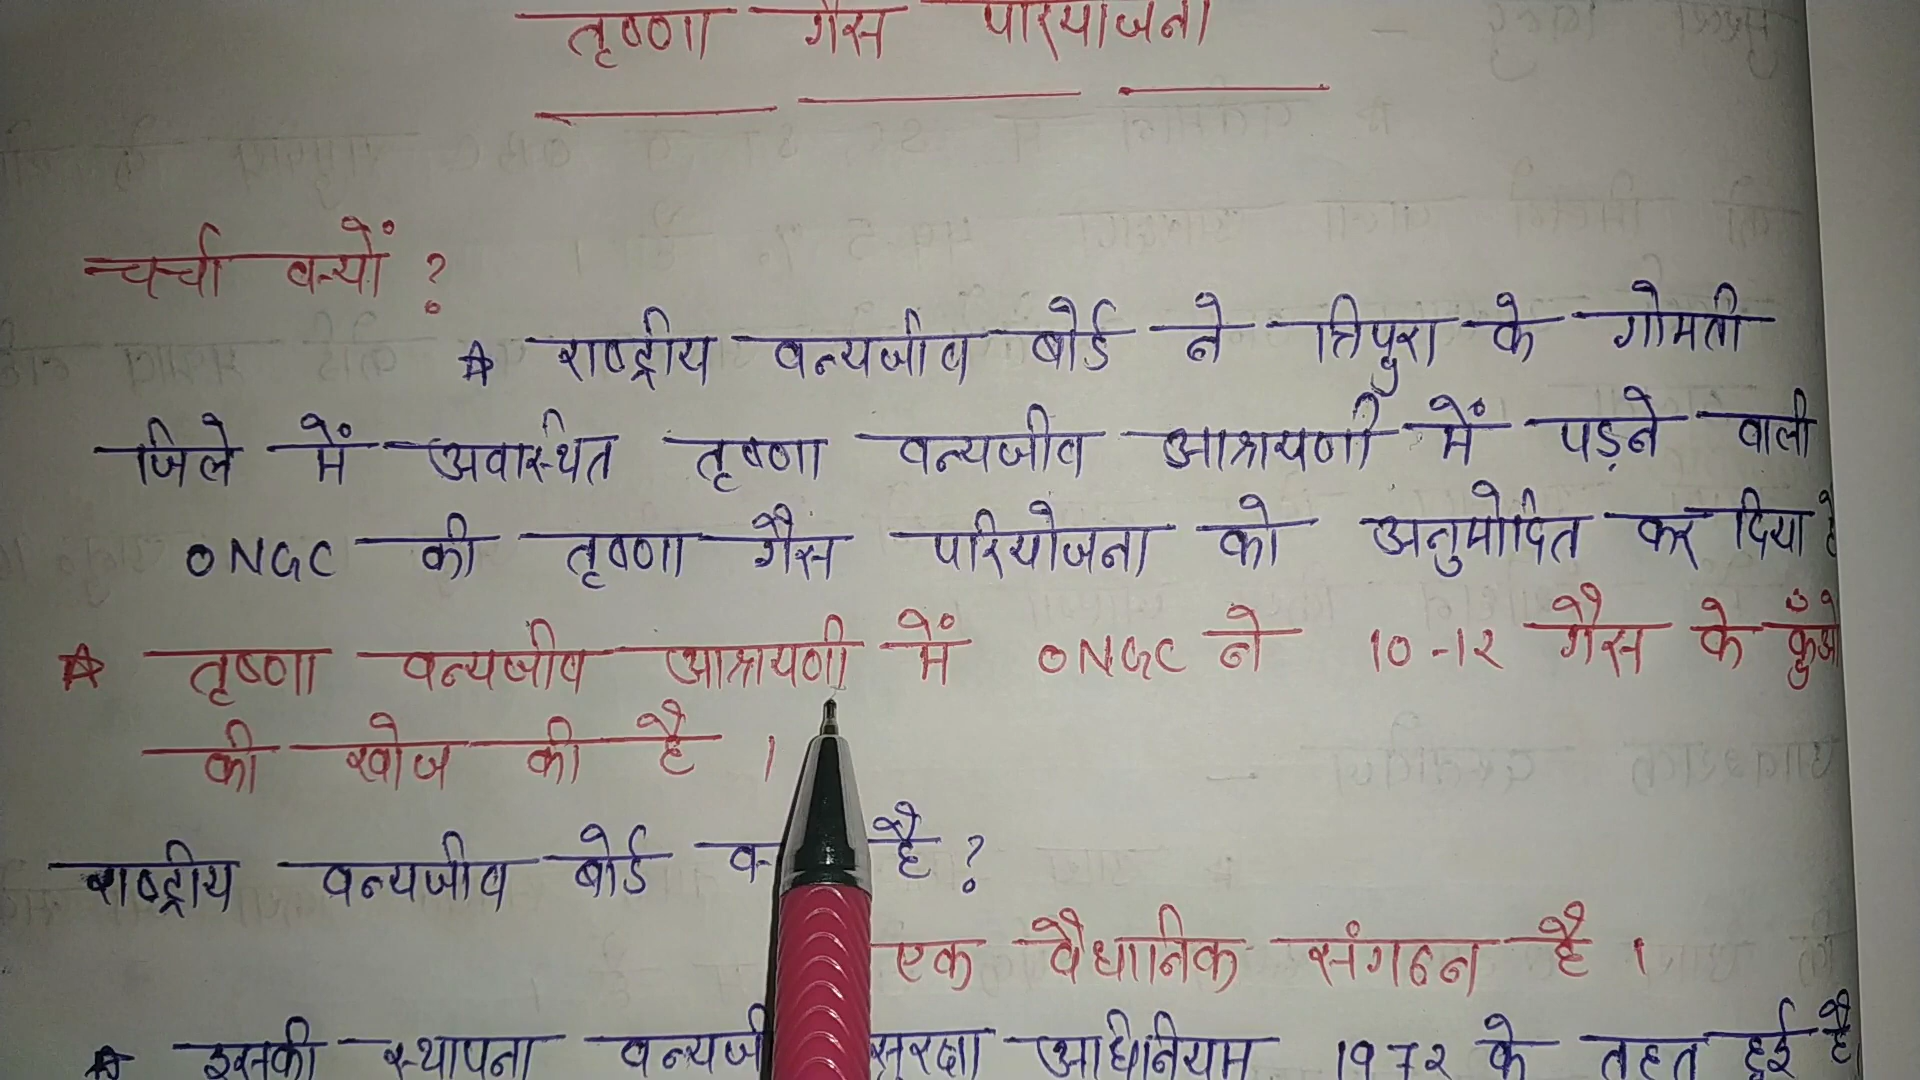 तृष्णा गैस परियोजना
चर्चा क्यों ?
☆ राष्ट्रीय वन्यजीव बोर्ड ने त्रिपुरा के गोमती
जिले में अवस्थित तृष्णा वन्यजीव आश्रयणी में पड़ने वाली
ONGC की तृष्णा गैस परियोजना को अनुमोदित कर दिया है
☆ तृष्णा वन्यजीव आश्रयणी में ONGC ने 10-12 गैस के
की खोज की है ।
राष्ट्रीय वन्यजीव बोर्ड है ?
एक वैधानिक संगठन है ।
☆ इसकी स्थापना सुरक्षा अधिनियम 1972 के तहत हुई है